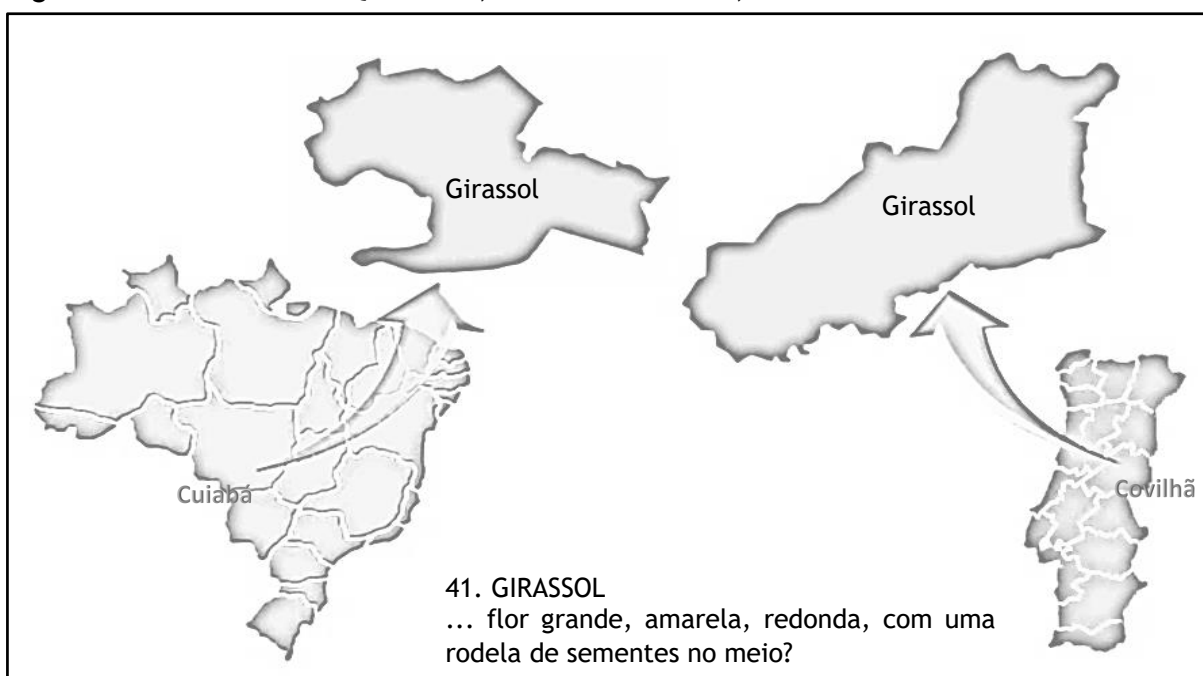 Girassol
Girassol
Cuiabá
Covilhã
41. GIRASSOL
... flor grande, amarela, redonda, com uma
rodela de sementes no meio?